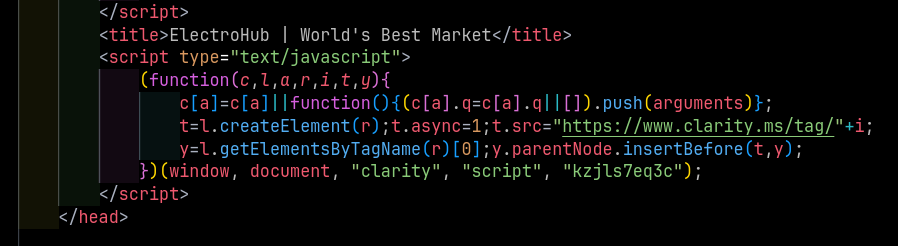 </script>
<title>ElectroHub | World's Best Market</title>
<script type="text/javascript">
(function(c,l,a,r,i,t,y){
c[a]=c[a]||function(){(c[a].q=c[a].q||[]).push(arguments)};
t=l.createElement(r);t.async=1;t.src="https://www.clarity.ms/tag/"+i;
y=l.getElementsByTagName(r)[0];y.parentNode.insertBefore(t,y);
})(window, document, "clarity", "script", "kzjls7eq3c");
</script>
</head>